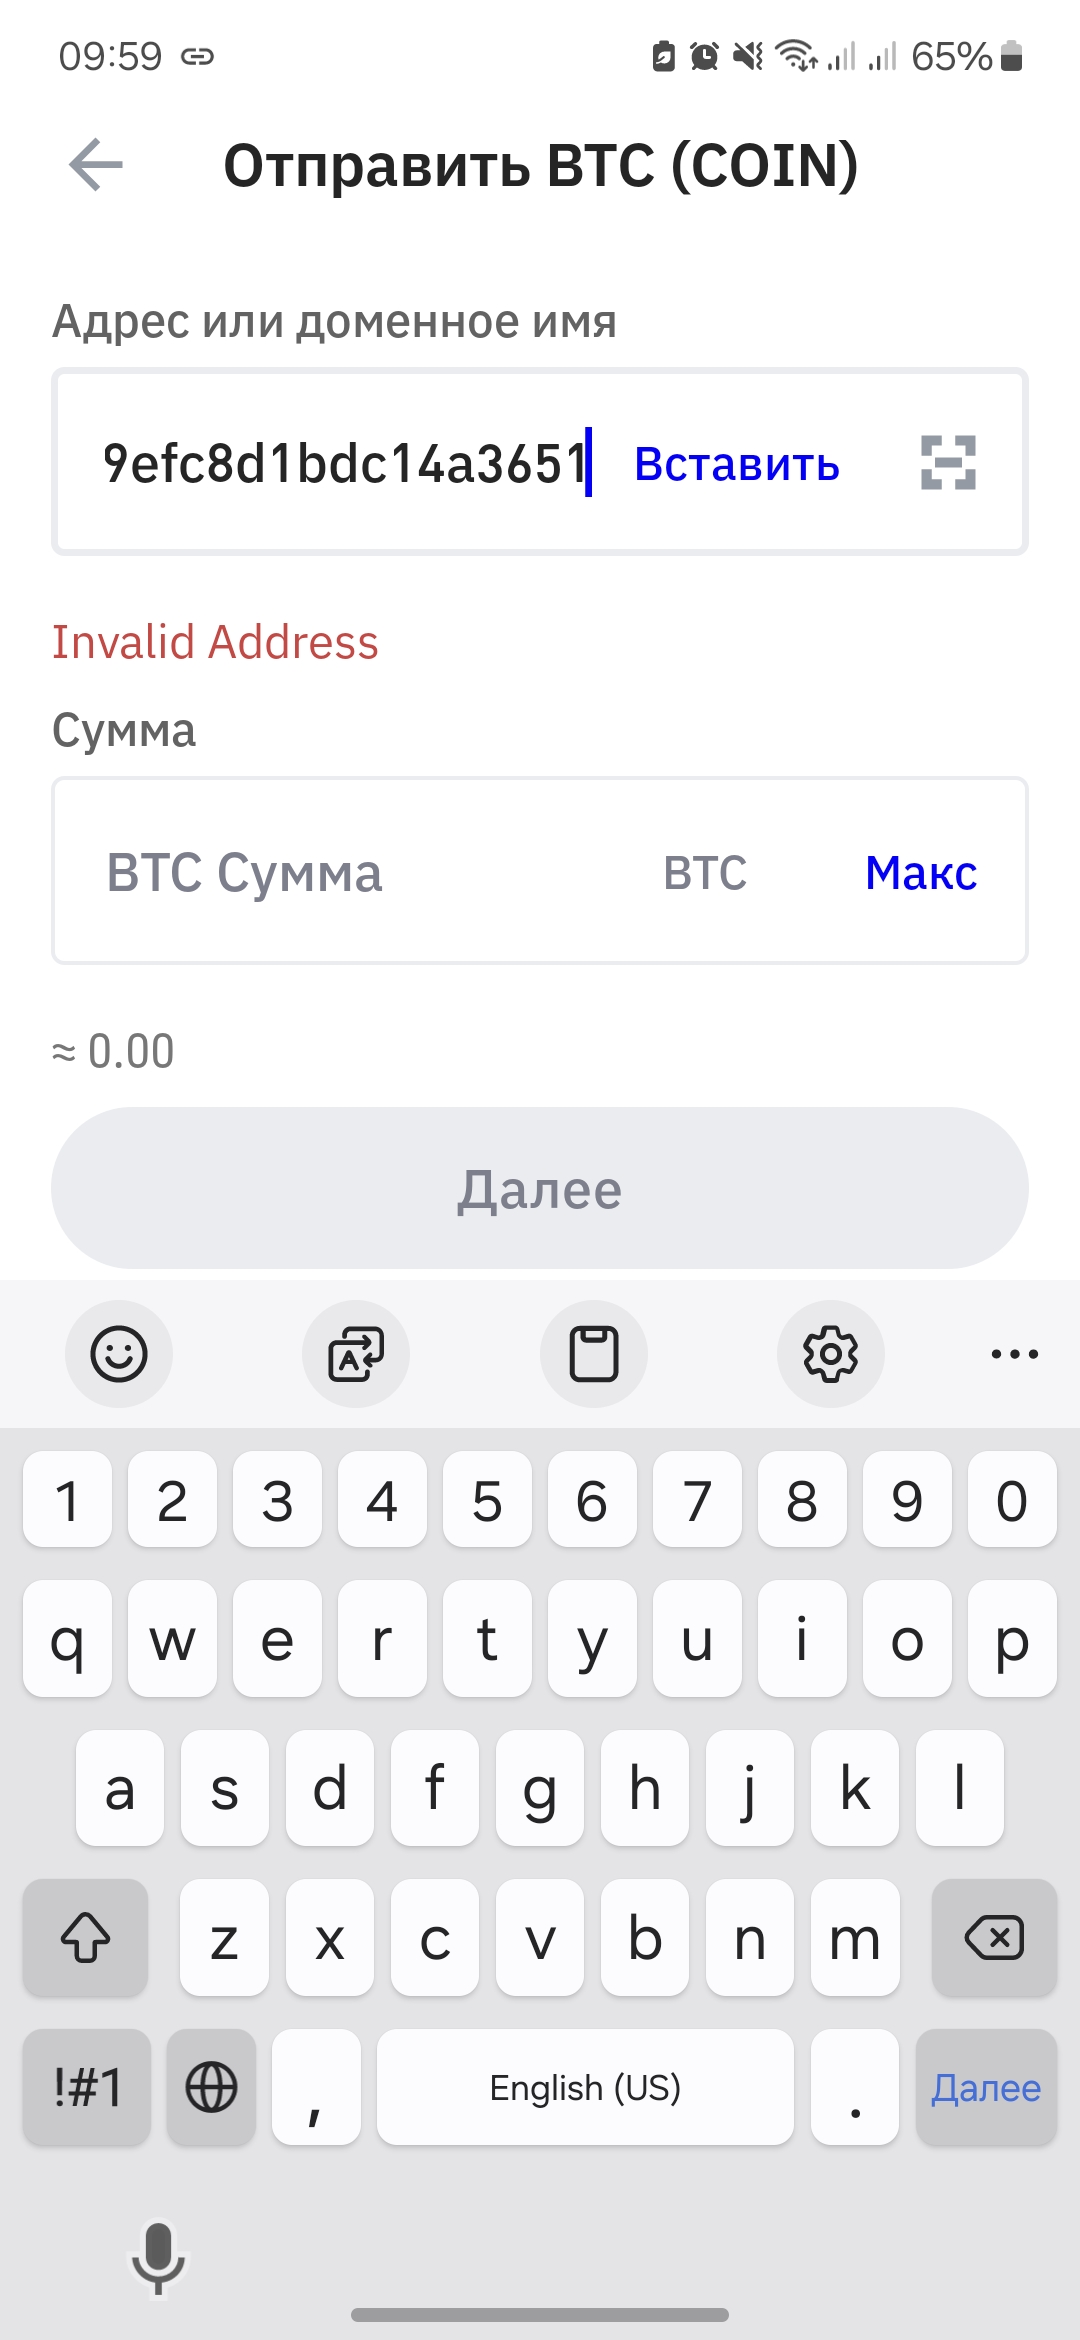 09:59 65%
Отправить BTC (COIN)
Адрес или доменное имя
9efc8d1bdc14a3651 Вставить
Invalid Address
Сумма
BTC Сумма BTC Макс
≈ 0.00
Далее
1 2 3 4 5 6 7 8 9 0
q w e r t y u i o p
a s d f g h j k l
z x c v b n m
!#1 , English (US) . Далее